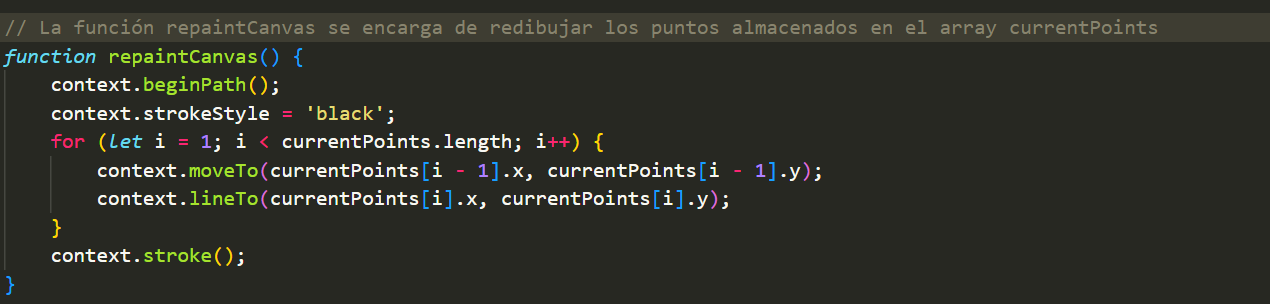 // La función repaintCanvas se encarga de redibujar los puntos almacenados en el array currentPoints
function repaintCanvas() {
    context.beginPath();
    context.strokeStyle = 'black';
    for (let i = 1; i < currentPoints.length; i++) {
        context.moveTo(currentPoints[i - 1].x, currentPoints[i - 1].y);
        context.lineTo(currentPoints[i].x, currentPoints[i].y);
    }
    context.stroke();
}